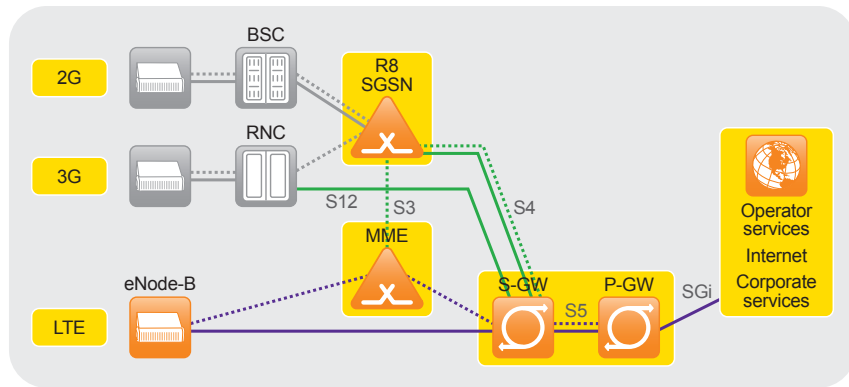 BSC
2G
R8
SGSN
RNC
3G
S12
S3
S4
Operator
services
Internet
Corporate
services
MME
eNode-B
S-GW
P-GW
SGi
S5
LTE